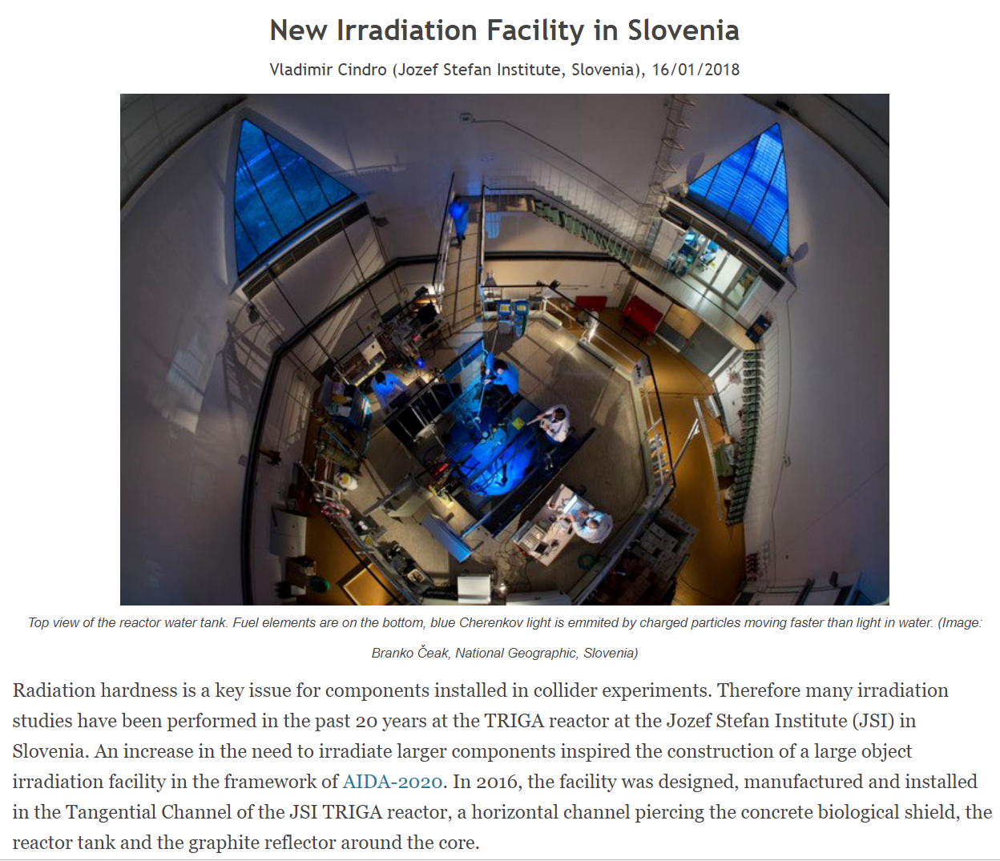 New Irradiation Facility in Slovenia
Vladimir Cindro (Jozef Stefan Institute, Slovenia), 16/01/2018
Top view of the reactor water tank. Fuel elements are on the bottom, blue Cherenkov light is emmited by charged particles moving faster than light in water. (Image:
Branko Čeak, National Geographic, Slovenia)
Radiation hardness is a key issue for components installed in collider experiments. Therefore many irradiation
studies have been performed in the past 20 years at the TRIGA reactor at the Jozef Stefan Institute (JSI) in
Slovenia. An increase in the need to irradiate larger components inspired the construction of a large object
irradiation facility in the framework of AIDA-2020. In 2016, the facility was designed, manufactured and installed
in the Tangential Channel of the JSI TRIGA reactor, a horizontal channel piercing the concrete biological shield, the
reactor tank and the graphite reflector around the core.